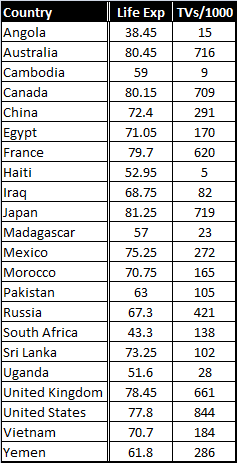 Country Life Exp TVs/1000
Angola 38.45 15
Australia 80.45 716
Cambodia 59 9
Canada 80.15 709
China 72.4 291
Egypt 71.05 170
France 79.7 620
Haiti 52.95 5
Iraq 68.75 82
Japan 81.25 719
Madagascar 57 23
Mexico 75.25 272
Morocco 70.75 165
Pakistan 63 105
Russia 67.3 421
South Africa 43.3 138
Sri Lanka 73.25 102
Uganda 51.6 28
United Kingdom 78.45 661
United States 77.8 844
Vietnam 70.7 184
Yemen 61.8 286